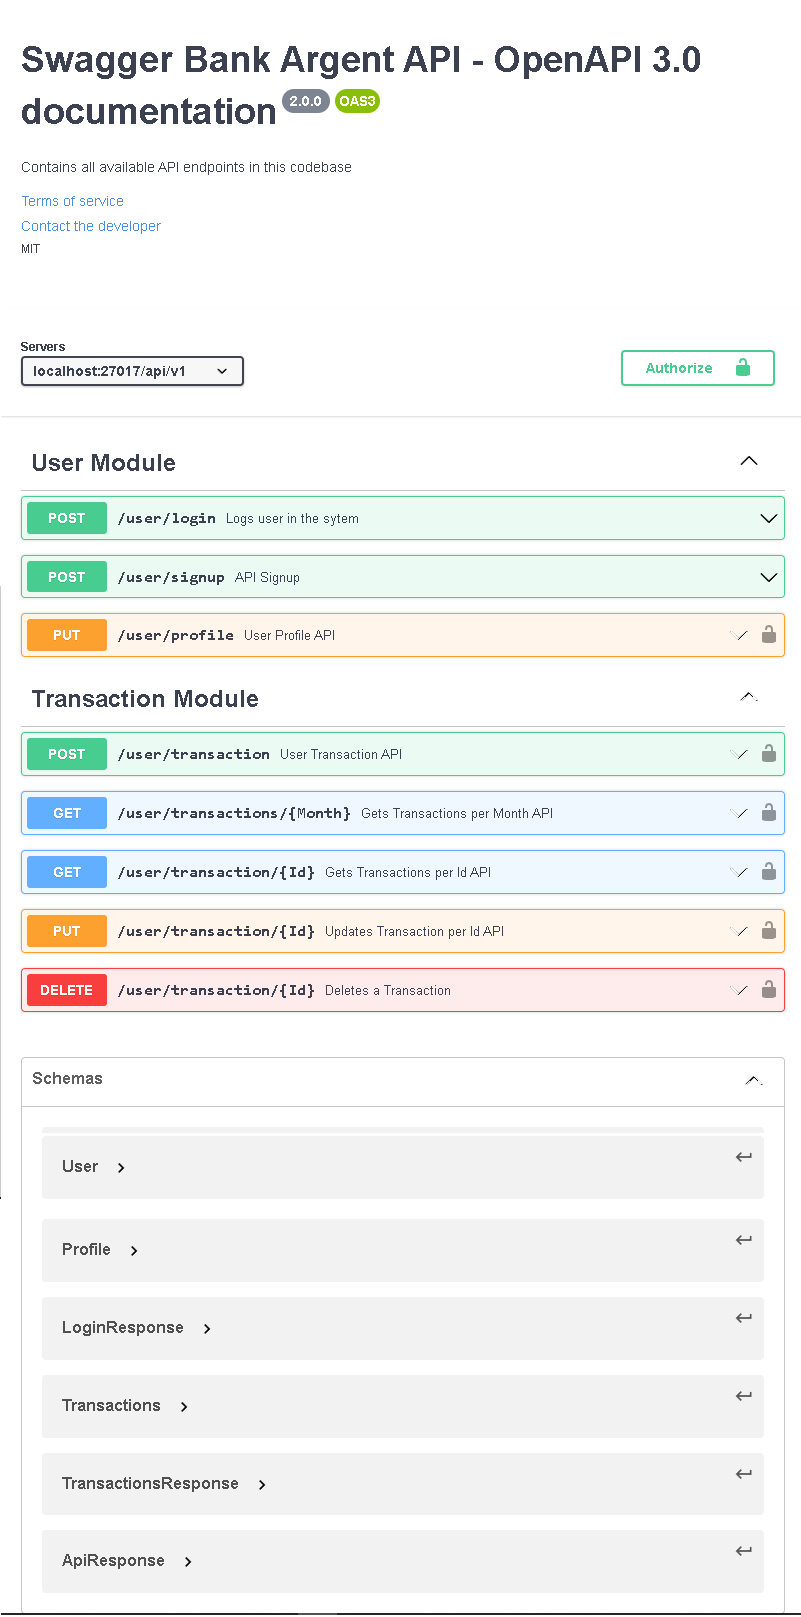 Swagger Bank Argent API - OpenAPI 3.0
documentation 2.0.0 OAS3
Contains all available API endpoints in this codebase
Terms of service
Contact the developer
MIT
Servers
localhost:27017/api/v1
Authorize
User Module
POST /user/login Logs user in the sytem
POST /user/signup API Signup
PUT /user/profile User Profile API
Transaction Module
POST /user/transaction User Transaction API
GET /user/transactions/{Month} Gets Transactions per Month API
GET /user/transaction/{Id} Gets Transactions per Id API
PUT /user/transaction/{Id} Updates Transaction per Id API
DELETE /user/transaction/{Id} Deletes a Transaction
Schemas
User
Profile
LoginResponse
Transactions
TransactionsResponse
ApiResponse